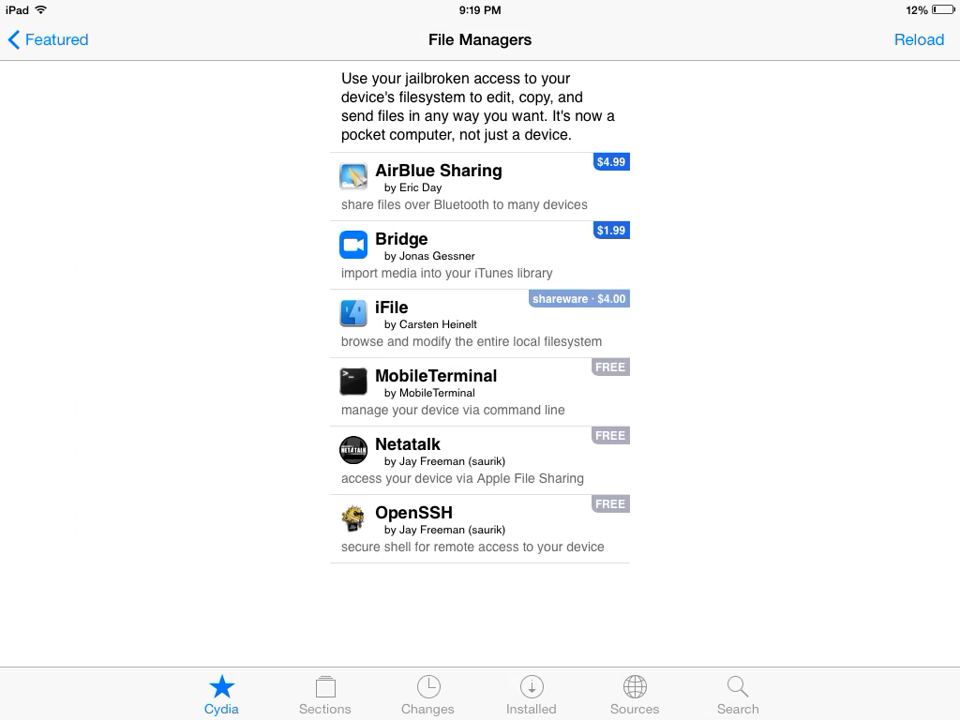 iPad 9:19 PM 12%
Featured File Managers Reload
Use your jailbroken access to your
device's filesystem to edit, copy, and
send files in any way you want. It's now a
pocket computer, not just a device.
$4.99
AirBlue Sharing
by Eric Day
share files over Bluetooth to many devices
$1.99
Bridge
by Jonas Gessner
import media into your iTunes library
shareware · $4.00
iFile
by Carsten Heinelt
browse and modify the entire local filesystem
FREE
MobileTerminal
by MobileTerminal
manage your device via command line
FREE
NETATALK
Netatalk
by Jay Freeman (saurik)
access your device via Apple File Sharing
FREE
OpenSSH
by Jay Freeman (saurik)
secure shell for remote access to your device
Cydia Sections Changes Installed Sources Search